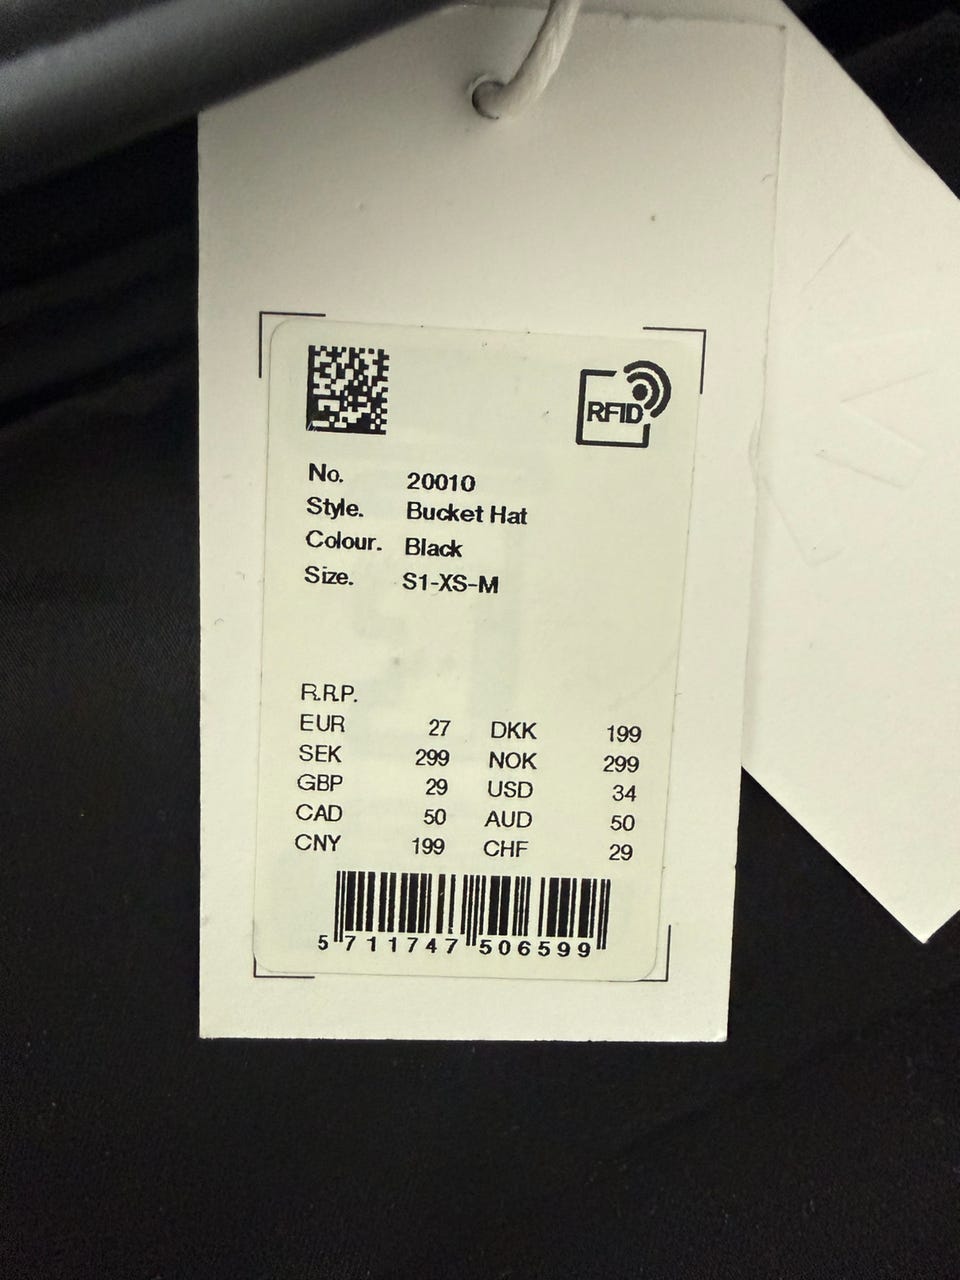 RFID
No. 20010
Style. Bucket Hat
Colour. Black
Size. S1-XS-M
R.R.P.
EUR 27 DKK 199
SEK 299 NOK 299
GBP 29 USD 34
CAD 50 AUD 50
CNY 199 CHF 29
5 711747 506599